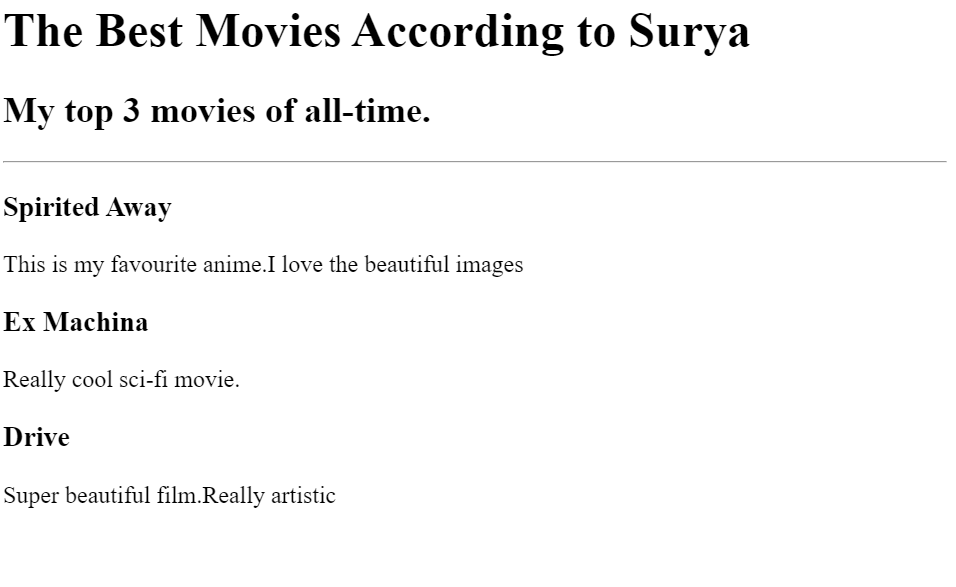 The Best Movies According to Surya
My top 3 movies of all-time.
Spirited Away
This is my favourite anime.I love the beautiful images
Ex Machina
Really cool sci-fi movie.
Drive
Super beautiful film.Really artistic